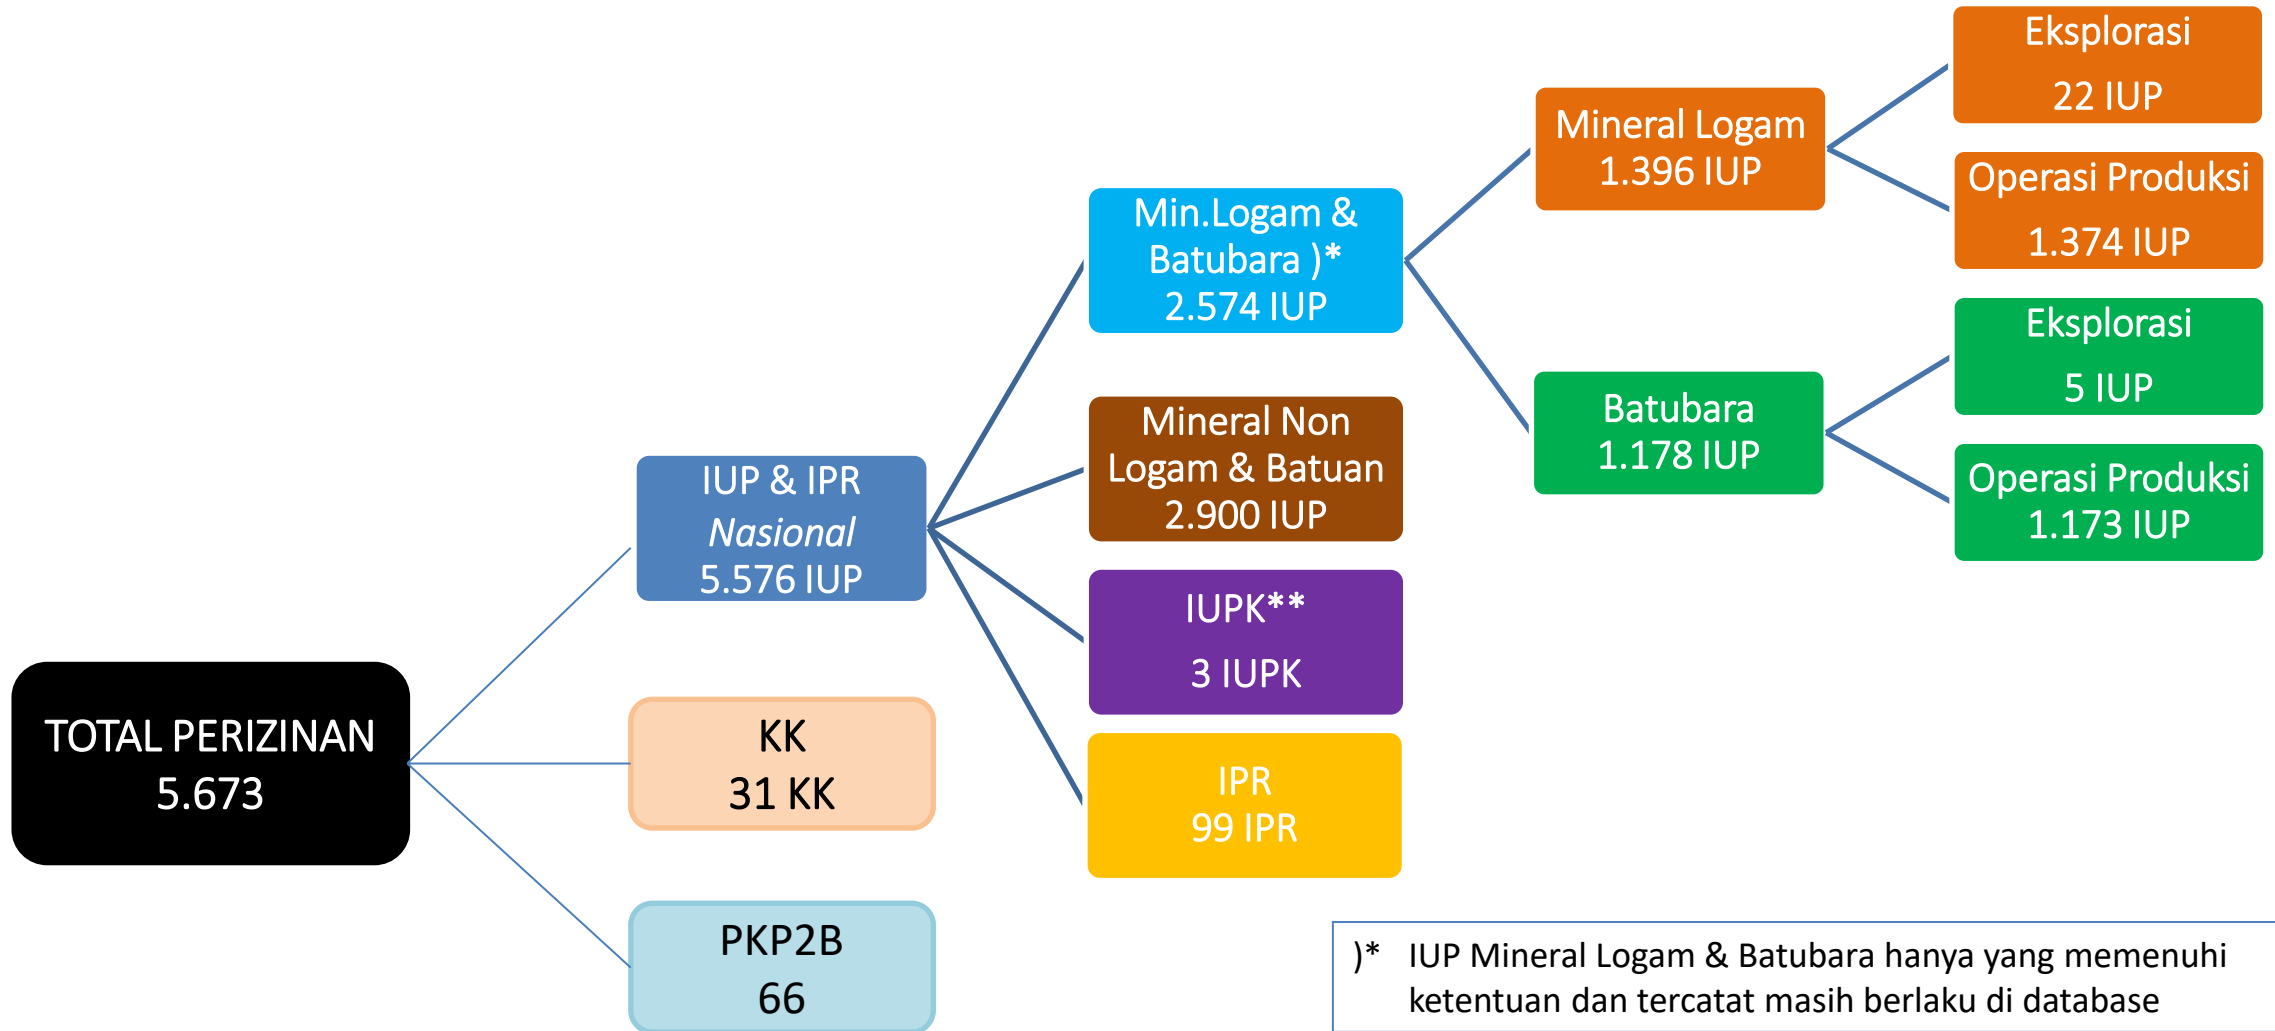 TOTAL PERIZINAN
5.673
IUP & IPR
Nasional
5.576 IUP
KK
31 KK
PKP2B
66
Min.Logam &
Batubara )*
2.574 IUP
Mineral Non
Logam & Batuan
2.900 IUP
IUPK**
3 IUPK
IPR
99 IPR
Mineral Logam
1.396 IUP
Batubara
1.178 IUP
Eksplorasi
22 IUP
Operasi Produksi
1.374 IUP
Eksplorasi
5 IUP
Operasi Produksi
1.173 IUP
)* IUP Mineral Logam & Batubara hanya yang memenuhi
ketentuan dan tercatat masih berlaku di database